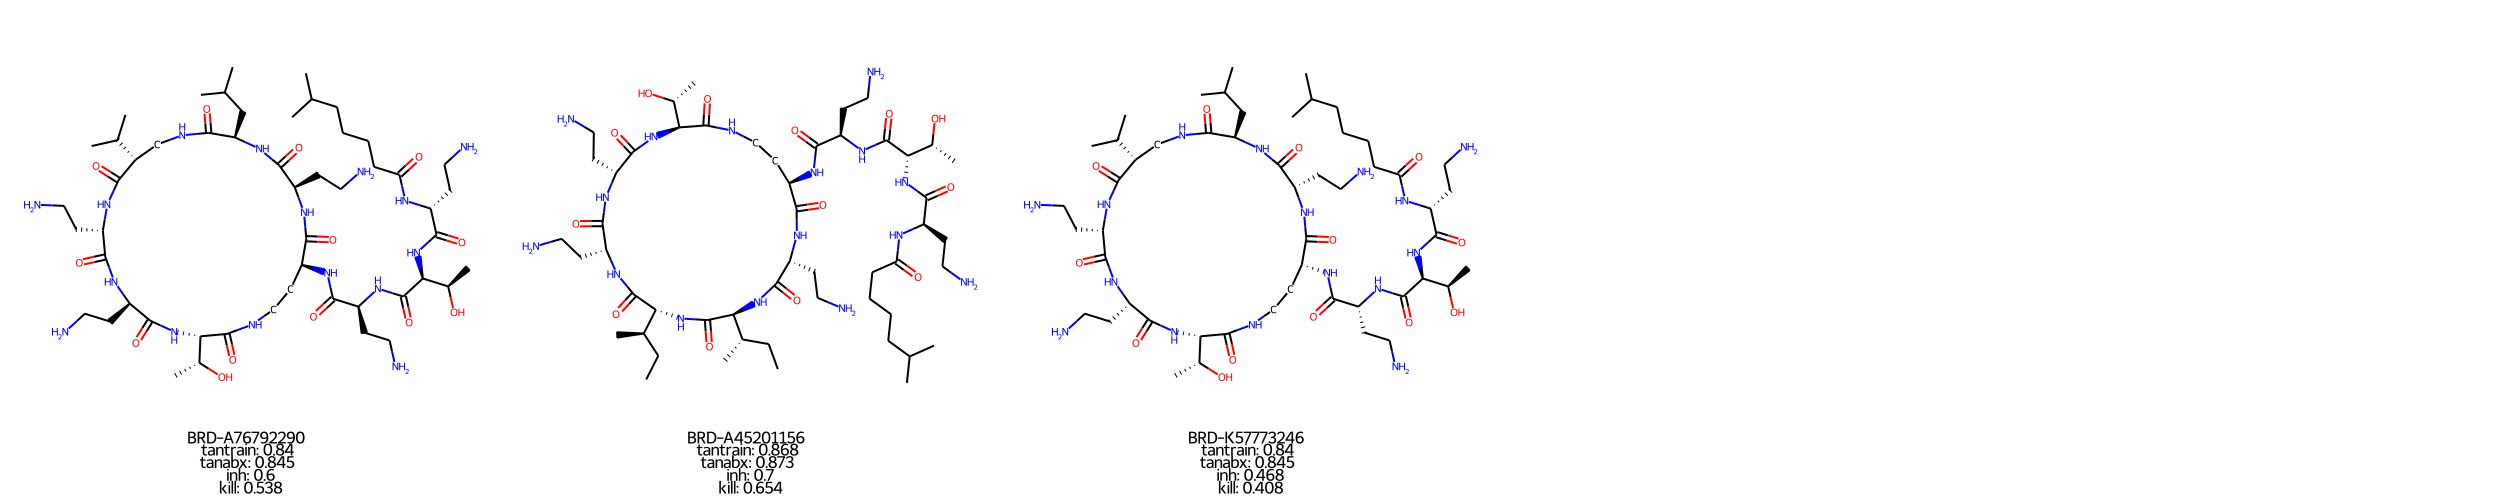 BRD-A76792290
tantrain: 0.84
tanabx: 0.845
inh: 0.6
kill: 0.538
BRD-A45201156
tantrain: 0.868
tanabx: 0.873
inh: 0.7
kill: 0.654
BRD-K57773246
tantrain: 0.84
tanabx: 0.845
inh: 0.468
kill: 0.408